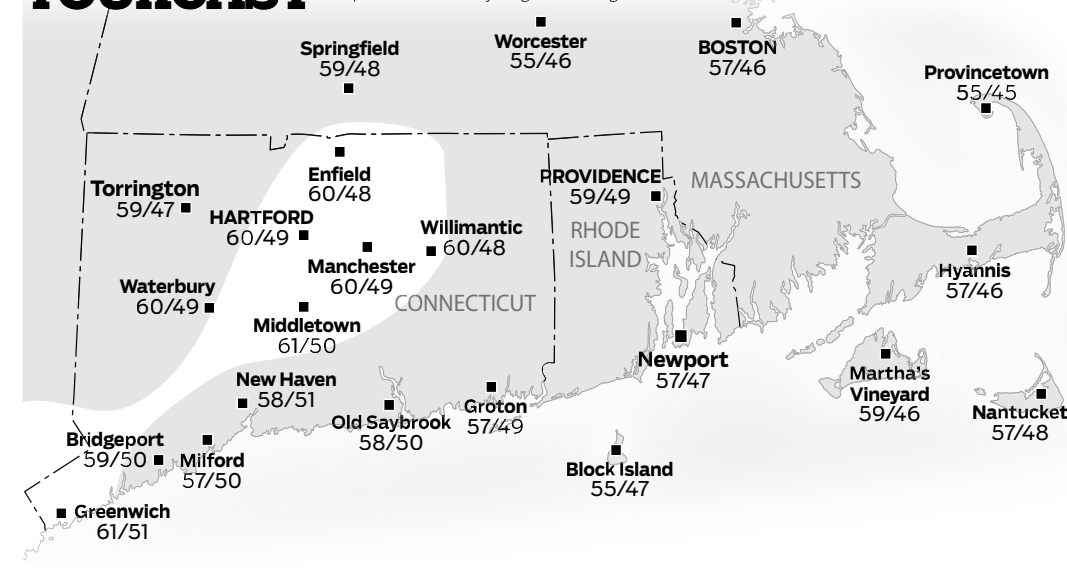 Springfield
59/48
Worcester
55/46
BOSTON
57/46
Provincetown
55/45
Enfield
60/48
Torrington
59/47
HARTFORD
60/49
Willimantic
60/48
Manchester
60/49
PROVIDENCE
59/49
MASSACHUSETTS
RHODE
ISLAND
Hyannis
57/46
Waterbury
60/49
CONNECTICUT
Middletown
61/50
Newport
57/47
Martha's
Vineyard
59/46
Nantucket
57/48
New Haven
58/51
Old Saybrook
58/50
Groton
57/49
Bridgeport
59/50
Milford
57/50
Block Island
55/47
Greenwich
61/51